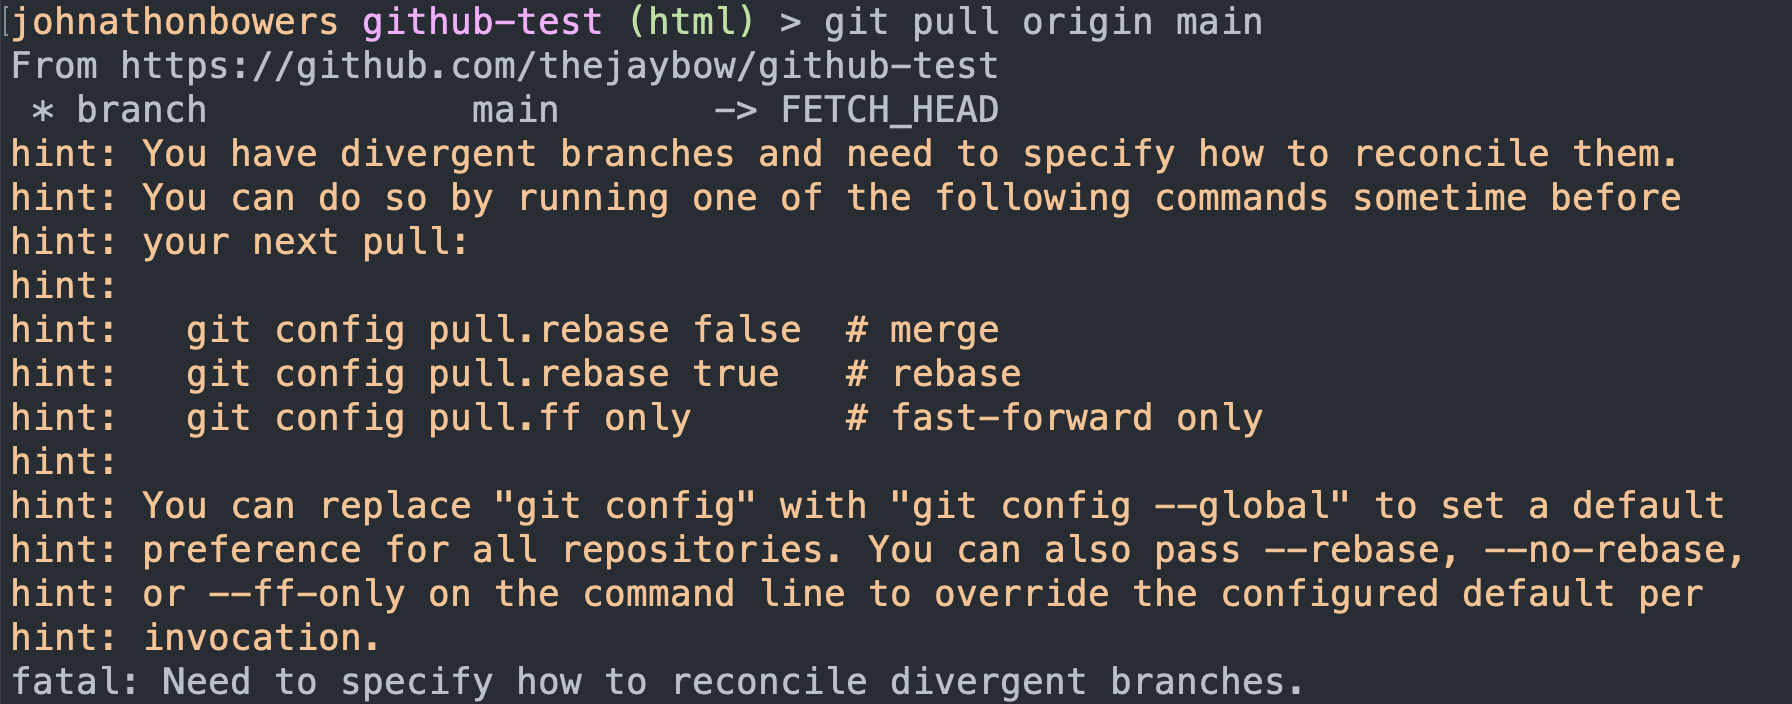 [johnathonbowers github-test (html) > git pull origin main
From https://github.com/thejaybow/github-test
 * branch            main       -> FETCH_HEAD
hint: You have divergent branches and need to specify how to reconcile them.
hint: You can do so by running one of the following commands sometime before
hint: your next pull:
hint:
hint:   git config pull.rebase false  # merge
hint:   git config pull.rebase true   # rebase
hint:   git config pull.ff only       # fast-forward only
hint:
hint: You can replace "git config" with "git config --global" to set a default
hint: preference for all repositories. You can also pass --rebase, --no-rebase,
hint: or --ff-only on the command line to override the configured default per
hint: invocation.
fatal: Need to specify how to reconcile divergent branches.